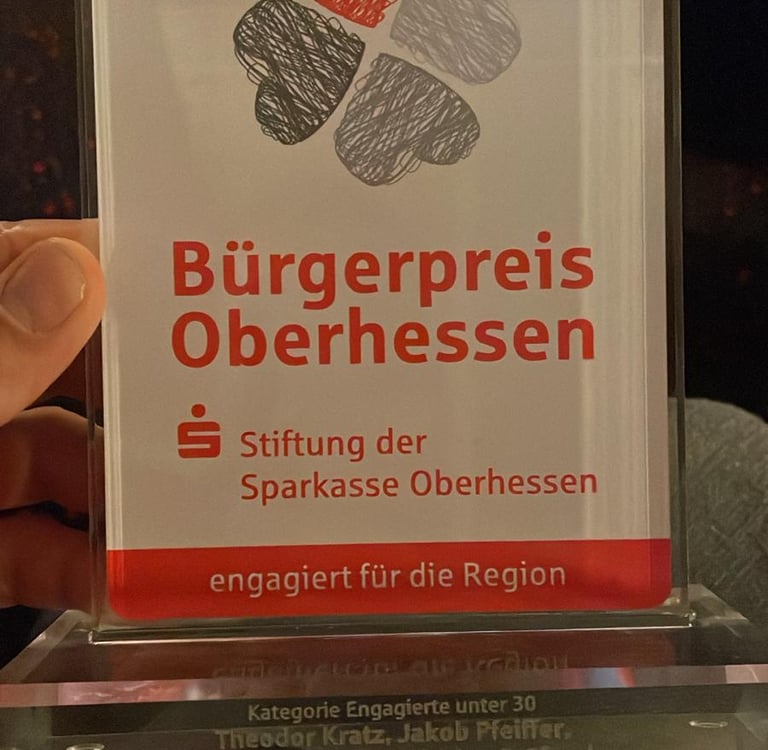 Bürgerpreis
Oberhessen
Stiftung der
Sparkasse Oberhessen
engagiert für die Region
Kategorie Engagierte unter 30
Theodor Kratz, Jakob Pfeiffer,